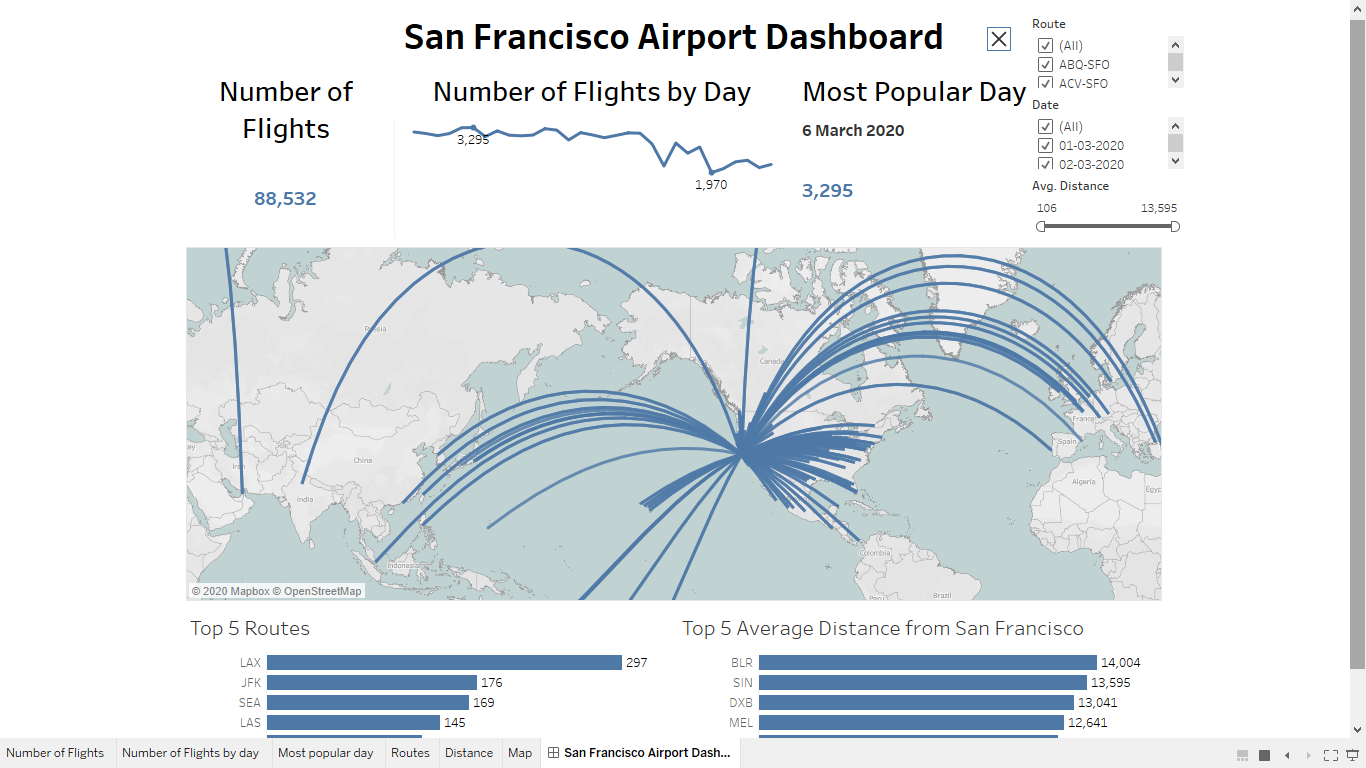 San Francisco Airport Dashboard
Number of
Flights
88,532
Number of Flights by Day
3,295
1,970
Most Popular Day
6 March 2020
3,295
Route
(All)
ABQ-SFO
ACV-SFO
Date
(All)
01-03-2020
02-03-2020
Avg. Distance
106
13,595
Russia
Canada
France
Spain
Iran
China
Algeria
Egyp
India
Indonesia
Colombia
Peru
Brazil
© 2020 Mapbox © OpenStreetMap
Top 5 Routes
LAX
297
JFK
176
SEA
169
LAS
145
Top 5 Average Distance from San Francisco
BLR
14,004
SIN
13,595
DXB
13,041
MEL
12,641
Number of Flights
Number of Flights by day
Most popular day
Routes
Distance
Map
San Francisco Airport Dash...